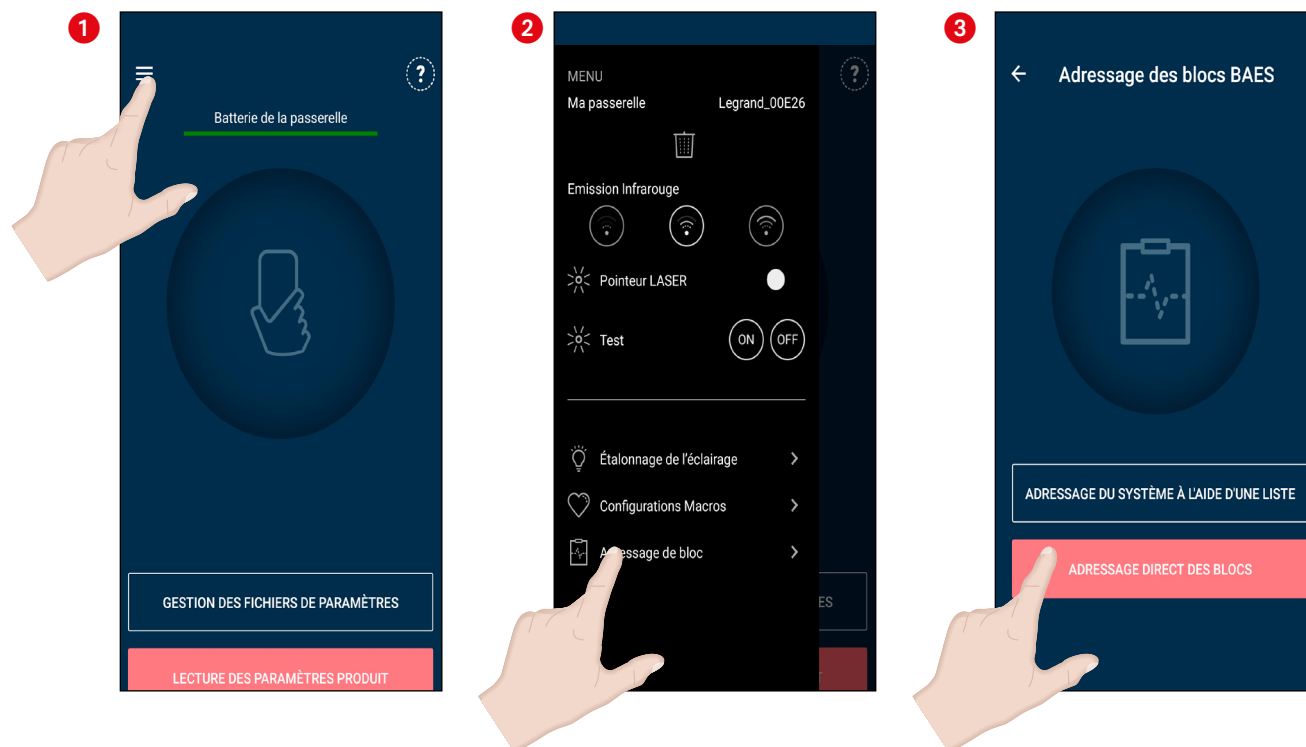 1
?
Batterie de la passerelle
GESTION DES FICHIERS DE PARAMÈTRES
LECTURE DES PARAMÈTRES PRODUIT
2
MENU
?
Ma passerelle Legrand_00E26
Emission Infrarouge
Pointeur LASER
Test ON OFF
Étalonnage de l'éclairage
Configurations Macros
de bloc
ES
3
Adressage des blocs BAES
ADRESSAGE DU SYSTÈME À L'AIDE D'UNE LISTE
ADRESSAGE DIRECT DES BLOCS